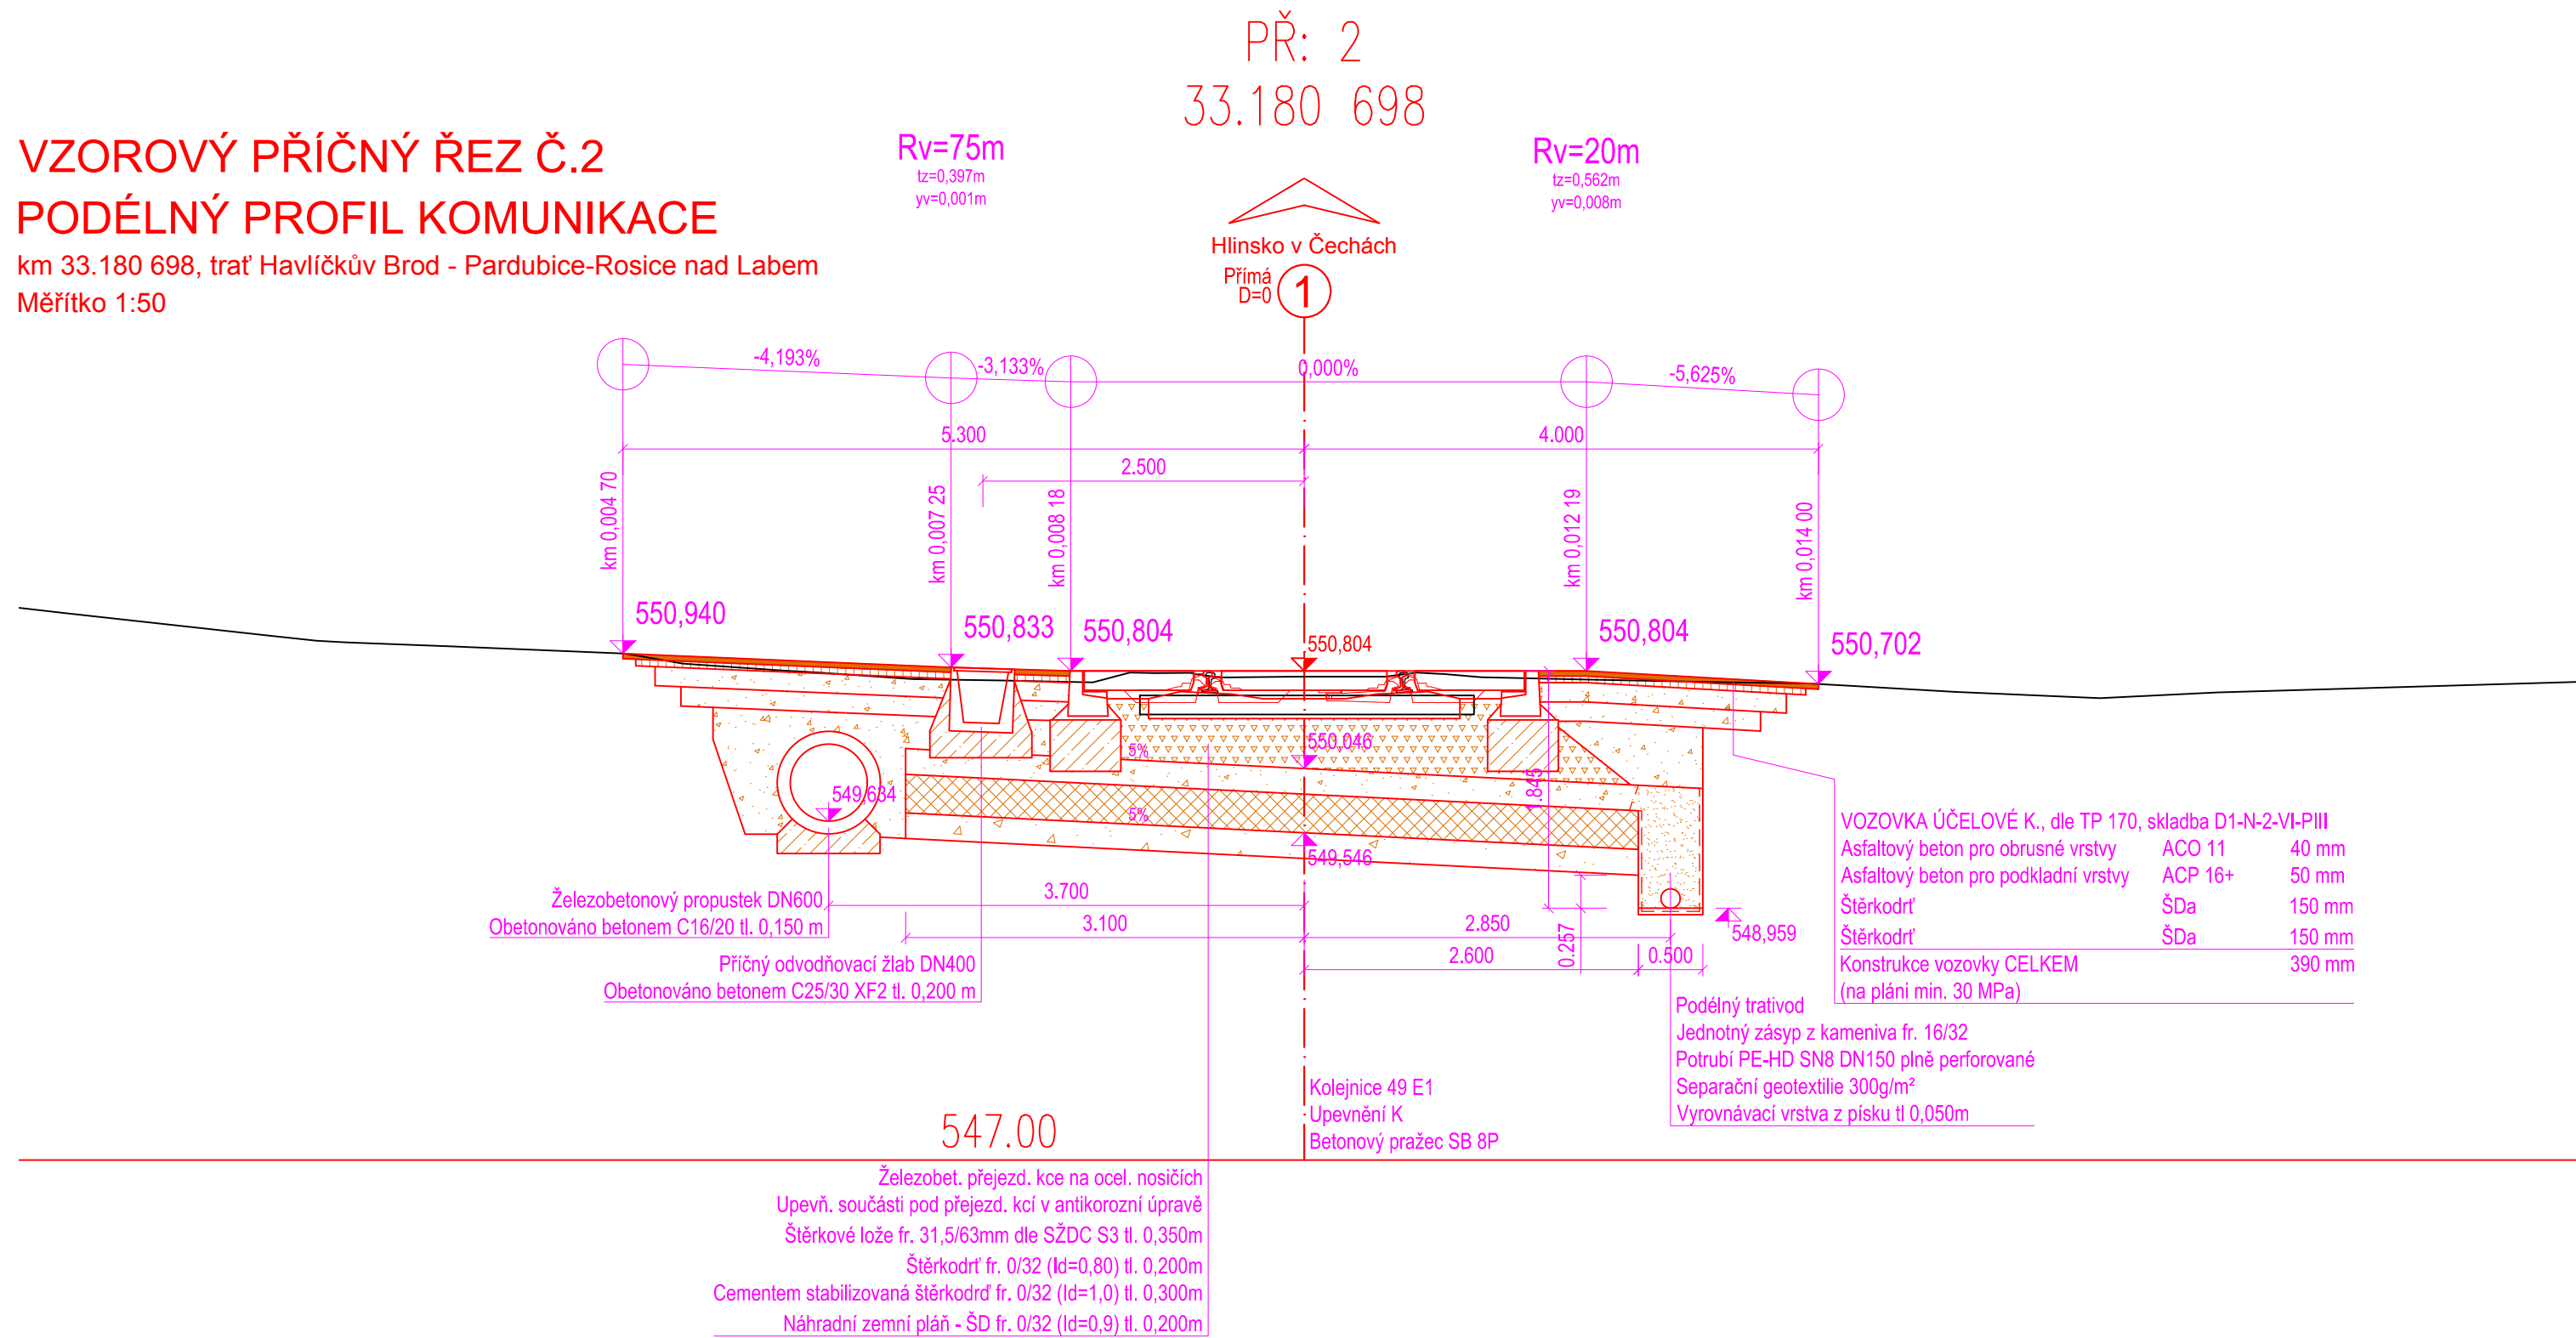 PŘ: 2
33.180 698
VZOROVÝ PŘÍČNÝ ŘEZ Č.2
PODÉLNÝ PROFIL KOMUNIKACE
km 33.180 698, trať Havlíčkův Brod - Pardubice-Rosice nad Labem
Měřítko 1:50
Rv=75m
tz=0,397m
yv=0,001m
Rv=20m
tz=0,562m
yv=0,008m
Hlinsko v Čechách
Přímá
D=0
1
-4,193%
-3,133%
0,000%
-5,625%
5.300
4.000
2.500
km 0,004 70
km 0,007 25
km 0,008 18
km 0,012 19
km 0,014 00
550,940
550,833
550,804
550,804
550,804
550,702
5%
550,046
1.845
549,634
5%
549,546
3.700
3.100
2.850
2.600
0.257
0.500
548,959
Železobetonový propustek DN600
Obetonováno betonem C16/20 tl. 0,150 m
Příčný odvodňovací žlab DN400
Obetonováno betonem C25/30 XF2 tl. 0,200 m
VOZOVKA ÚČELOVÉ K., dle TP 170, skladba D1-N-2-VI-PIII
Asfaltový beton pro obrusné vrstvy ACO 11 40 mm
Asfaltový beton pro podkladní vrstvy ACP 16+ 50 mm
Štěrkodrť ŠDa 150 mm
Štěrkodrť ŠDa 150 mm
Konstrukce vozovky CELKEM 390 mm
(na pláni min. 30 MPa)
Podélný trativod
Jednotný zásyp z kameniva fr. 16/32
Potrubí PE-HD SN8 DN150 plně perforované
Separační geotextilie 300g/m²
Vyrovnávací vrstva z písku tl 0,050m
Kolejnice 49 E1
Upevnění K
Betonový pražec SB 8P
547.00
Železobet. přejezd. kce na ocel. nosičích
Upevň. součásti pod přejezd. kcí v antikorozní úpravě
Štěrkové lože fr. 31,5/63mm dle SŽDC S3 tl. 0,350m
Štěrkodrť fr. 0/32 (Id=0,80) tl. 0,200m
Cementem stabilizovaná štěrkodrď fr. 0/32 (Id=1,0) tl. 0,300m
Náhradní zemní pláň - ŠD fr. 0/32 (Id=0,9) tl. 0,200m